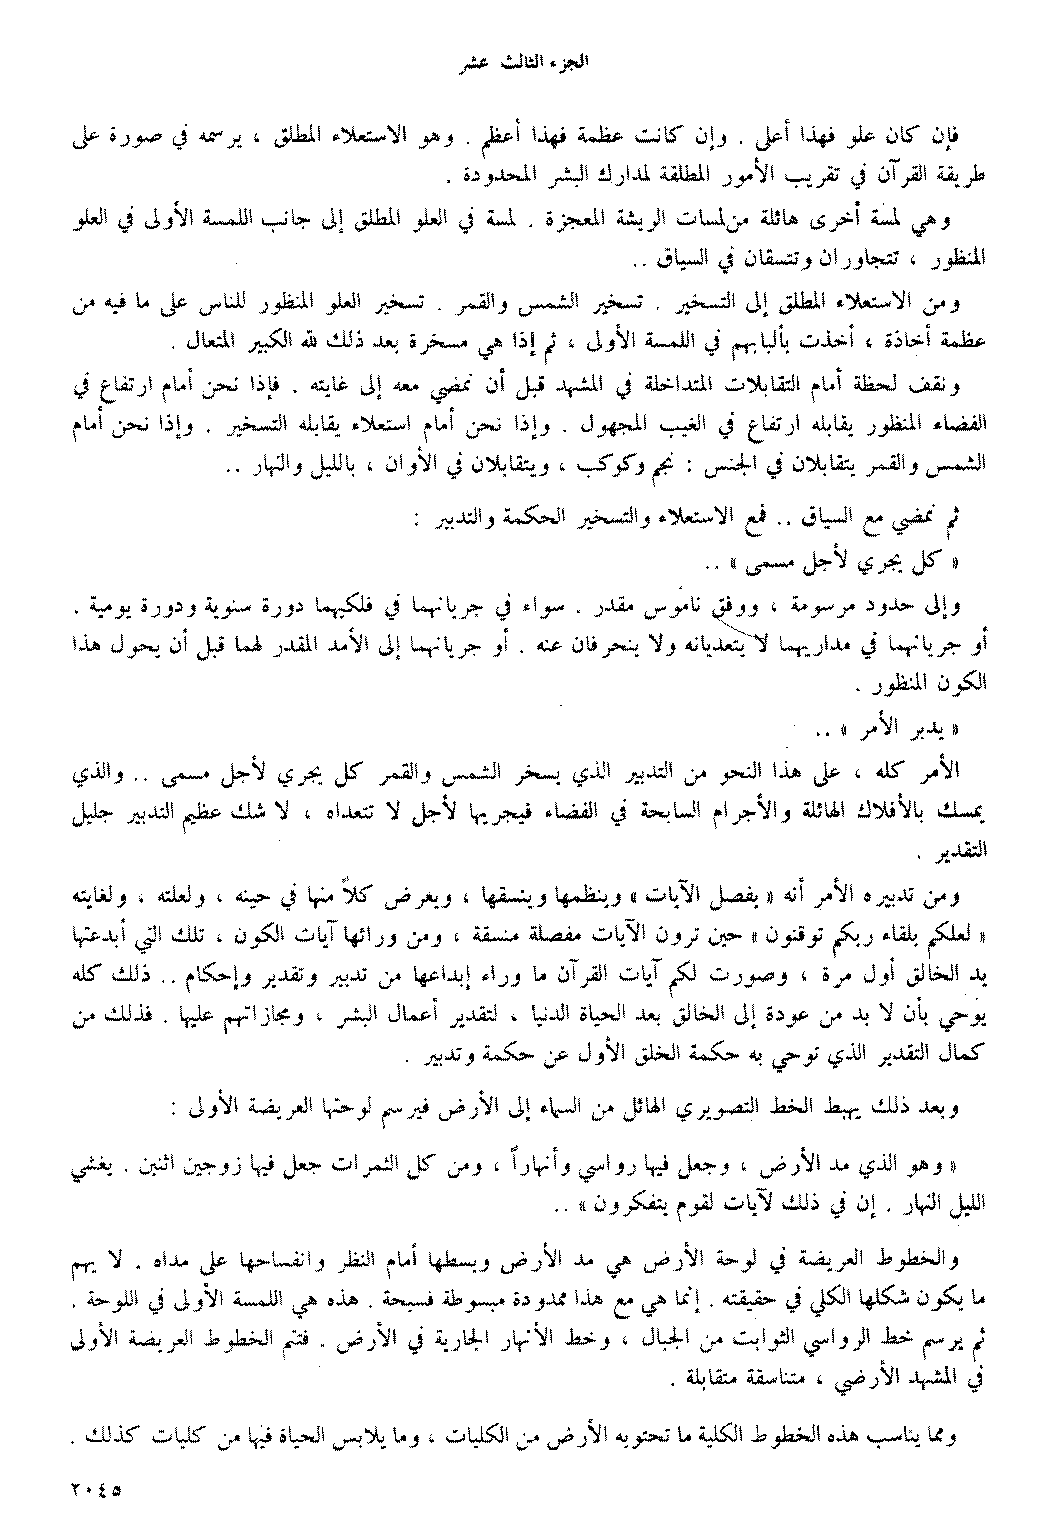 الجزء الثالث عشر
فإن كان علو فهذا أعلى . وإن كانت عظمة فهذا أعظم . وهو الاستعلاء المطلق ، يرسمه في صورة على
طريقة القرآن في تقريب الأمور المطلقة لمدارك البشر المحدودة .
وهي لمسة أخرى هائلة من لمسات الريشة المعجزة . لمسة في العلو المطلق إلى جانب اللمسة الأولى في العلو
المنظور ، تتجاوران وتتسقان في السياق ..
ومن الاستعلاء المطلق إلى التسخير . تسخير الشمس والقمر . تسخير العلو المنظور للناس على ما فيه من
عظمة أخاذة ، أخذت بألبابهم في اللمسة الأولى ، ثم إذا هي مسخرة بعد ذلك لله الكبير المتعال .
ونقف لحظة أمام التقابلات المتداخلة في المشهد قبل أن نمضي معه إلى غايته . فإذا نحن أمام ارتفاع في
الفضاء المنظور يقابله ارتفاع في الغيب المجهول . وإذا نحن أمام استعلاء يقابله التسخير . وإذا نحن أمام
الشمس والقمر يتقابلان في الجنس : نجم وكوكب ، ويتقابلان في الأوان ، بالليل والنهار ..
ثم نمضي مع السياق .. فمع الاستعلاء والتسخير الحكمة والتدبير :
« كل يجري لأجل مسمى » ..
وإلى حدود مرسومة ، ووفق ناموس مقدر . سواء في جريانهما في فلكيهما دورة سنوية ودورة يومية .
أو جريانهما في مداريهما لا يتعديانه ولا ينحرفان عنه . أو جريانهما إلى الأمد المقدر لهما قبل أن يحول هذا
الكون المنظور .
« يدبر الأمر » ..
الأمر كله ، على هذا النحو من التدبير الذي يسخر الشمس والقمر كل يجري لأجل مسمى .. والذي
يمسك بالأفلاك الهائلة والأجرام السابحة في الفضاء فيجريها لأجل لا تتعداه ، لا شك عظيم التدبير جليل
التقدير .
ومن تدبيره الأمر أنه « يفصل الآيات » وينظمها وينسقها ، ويعرض كلاً منها في حينه ، ولعلته ، ولغايته
« لعلكم بلقاء ربكم توقنون » حين ترون الآيات مفصلة منسقة ، ومن ورائها آيات الكون ، تلك التي أبدعتها
يد الخالق أول مرة ، وصورت لكم آيات القرآن ما وراء إبداعها من تدبير وتقدير وإحكام .. ذلك كله
يوحي بأن لا بد من عودة إلى الخالق بعد الحياة الدنيا ، لتقدير أعمال البشر ، ومجازاتهم عليها . فذلك من
كمال التقدير الذي توحي به حكمة الخلق الأول عن حكمة وتدبير .
وبعد ذلك يهبط الخط التصويري الهائل من السماء إلى الأرض فيرسم لوحتها العريضة الأولى :
« وهو الذي مد الأرض ، وجعل فيها رواسي وأنهاراً ، ومن كل الثمرات جعل فيها زوجين اثنين . يغشي
الليل النهار . إن في ذلك لآيات لقوم يتفكرون » ..
والخطوط العريضة في لوحة الأرض هي مد الأرض وبسطها أمام النظر وانفساحها على مداه . لا يهم
ما يكون شكلها الكلي في حقيقته . إنما هي مع هذا ممدودة مبسوطة فسيحة . هذه هي اللمسة الأولى في اللوحة .
ثم يرسم خط الرواسي الثوابت من الجبال ، وخط الأنهار الجارية في الأرض . فتتم الخطوط العريضة الأولى
في المشهد الأرضي ، متناسقة متقابلة .
ومما يناسب هذه الخطوط الكلية ما تحتويه الأرض من الكليات ، وما يلابس الحياة فيها من كليات كذلك .
٢٠٤٥